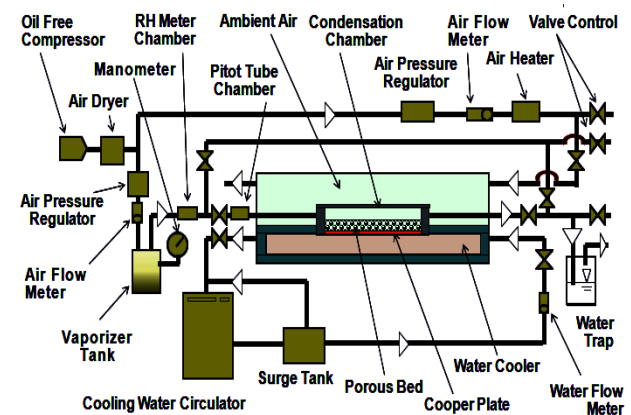 Oil Free
Compressor
RH Meter
Chamber
Ambient Air
Condensation
Chamber
Air Flow
Meter
Valve Control
Manometer
Pitot Tube
Chamber
Air Pressure
Regulator
Air Heater
Air Dryer
Air Pressure
Regulator
Air Flow
Meter
Vaporizer
Tank
Cooling Water Circulator
Surge Tank
Porous Bed
Cooper Plate
Water Cooler
Water
Trap
Water Flow
Meter